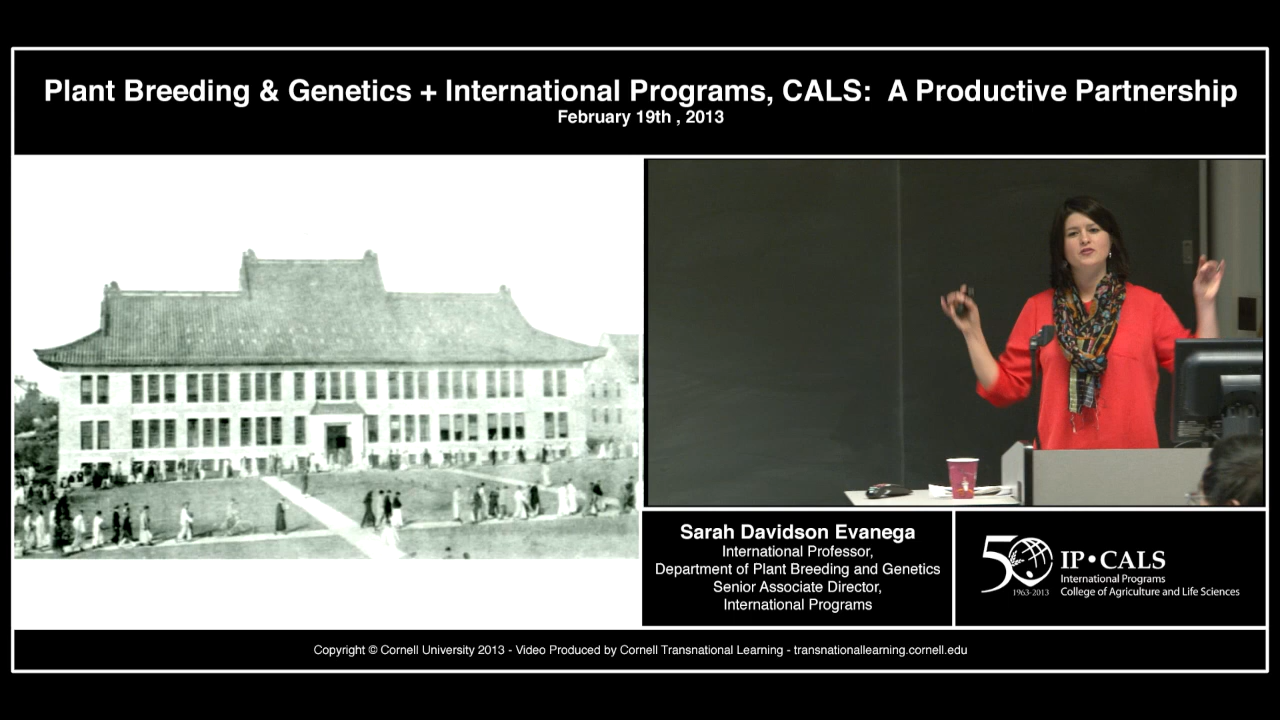 Plant Breeding & Genetics + International Programs, CALS: A Productive Partnership
February 19th , 2013
Sarah Davidson Evanega
International Professor,
Department of Plant Breeding and Genetics
Senior Associate Director,
International Programs
50
1963-2013
IP•CALS
International Programs
College of Agriculture and Life Sciences
Copyright © Cornell University 2013 - Video Produced by Cornell Transnational Learning - transnationallearning.cornell.edu